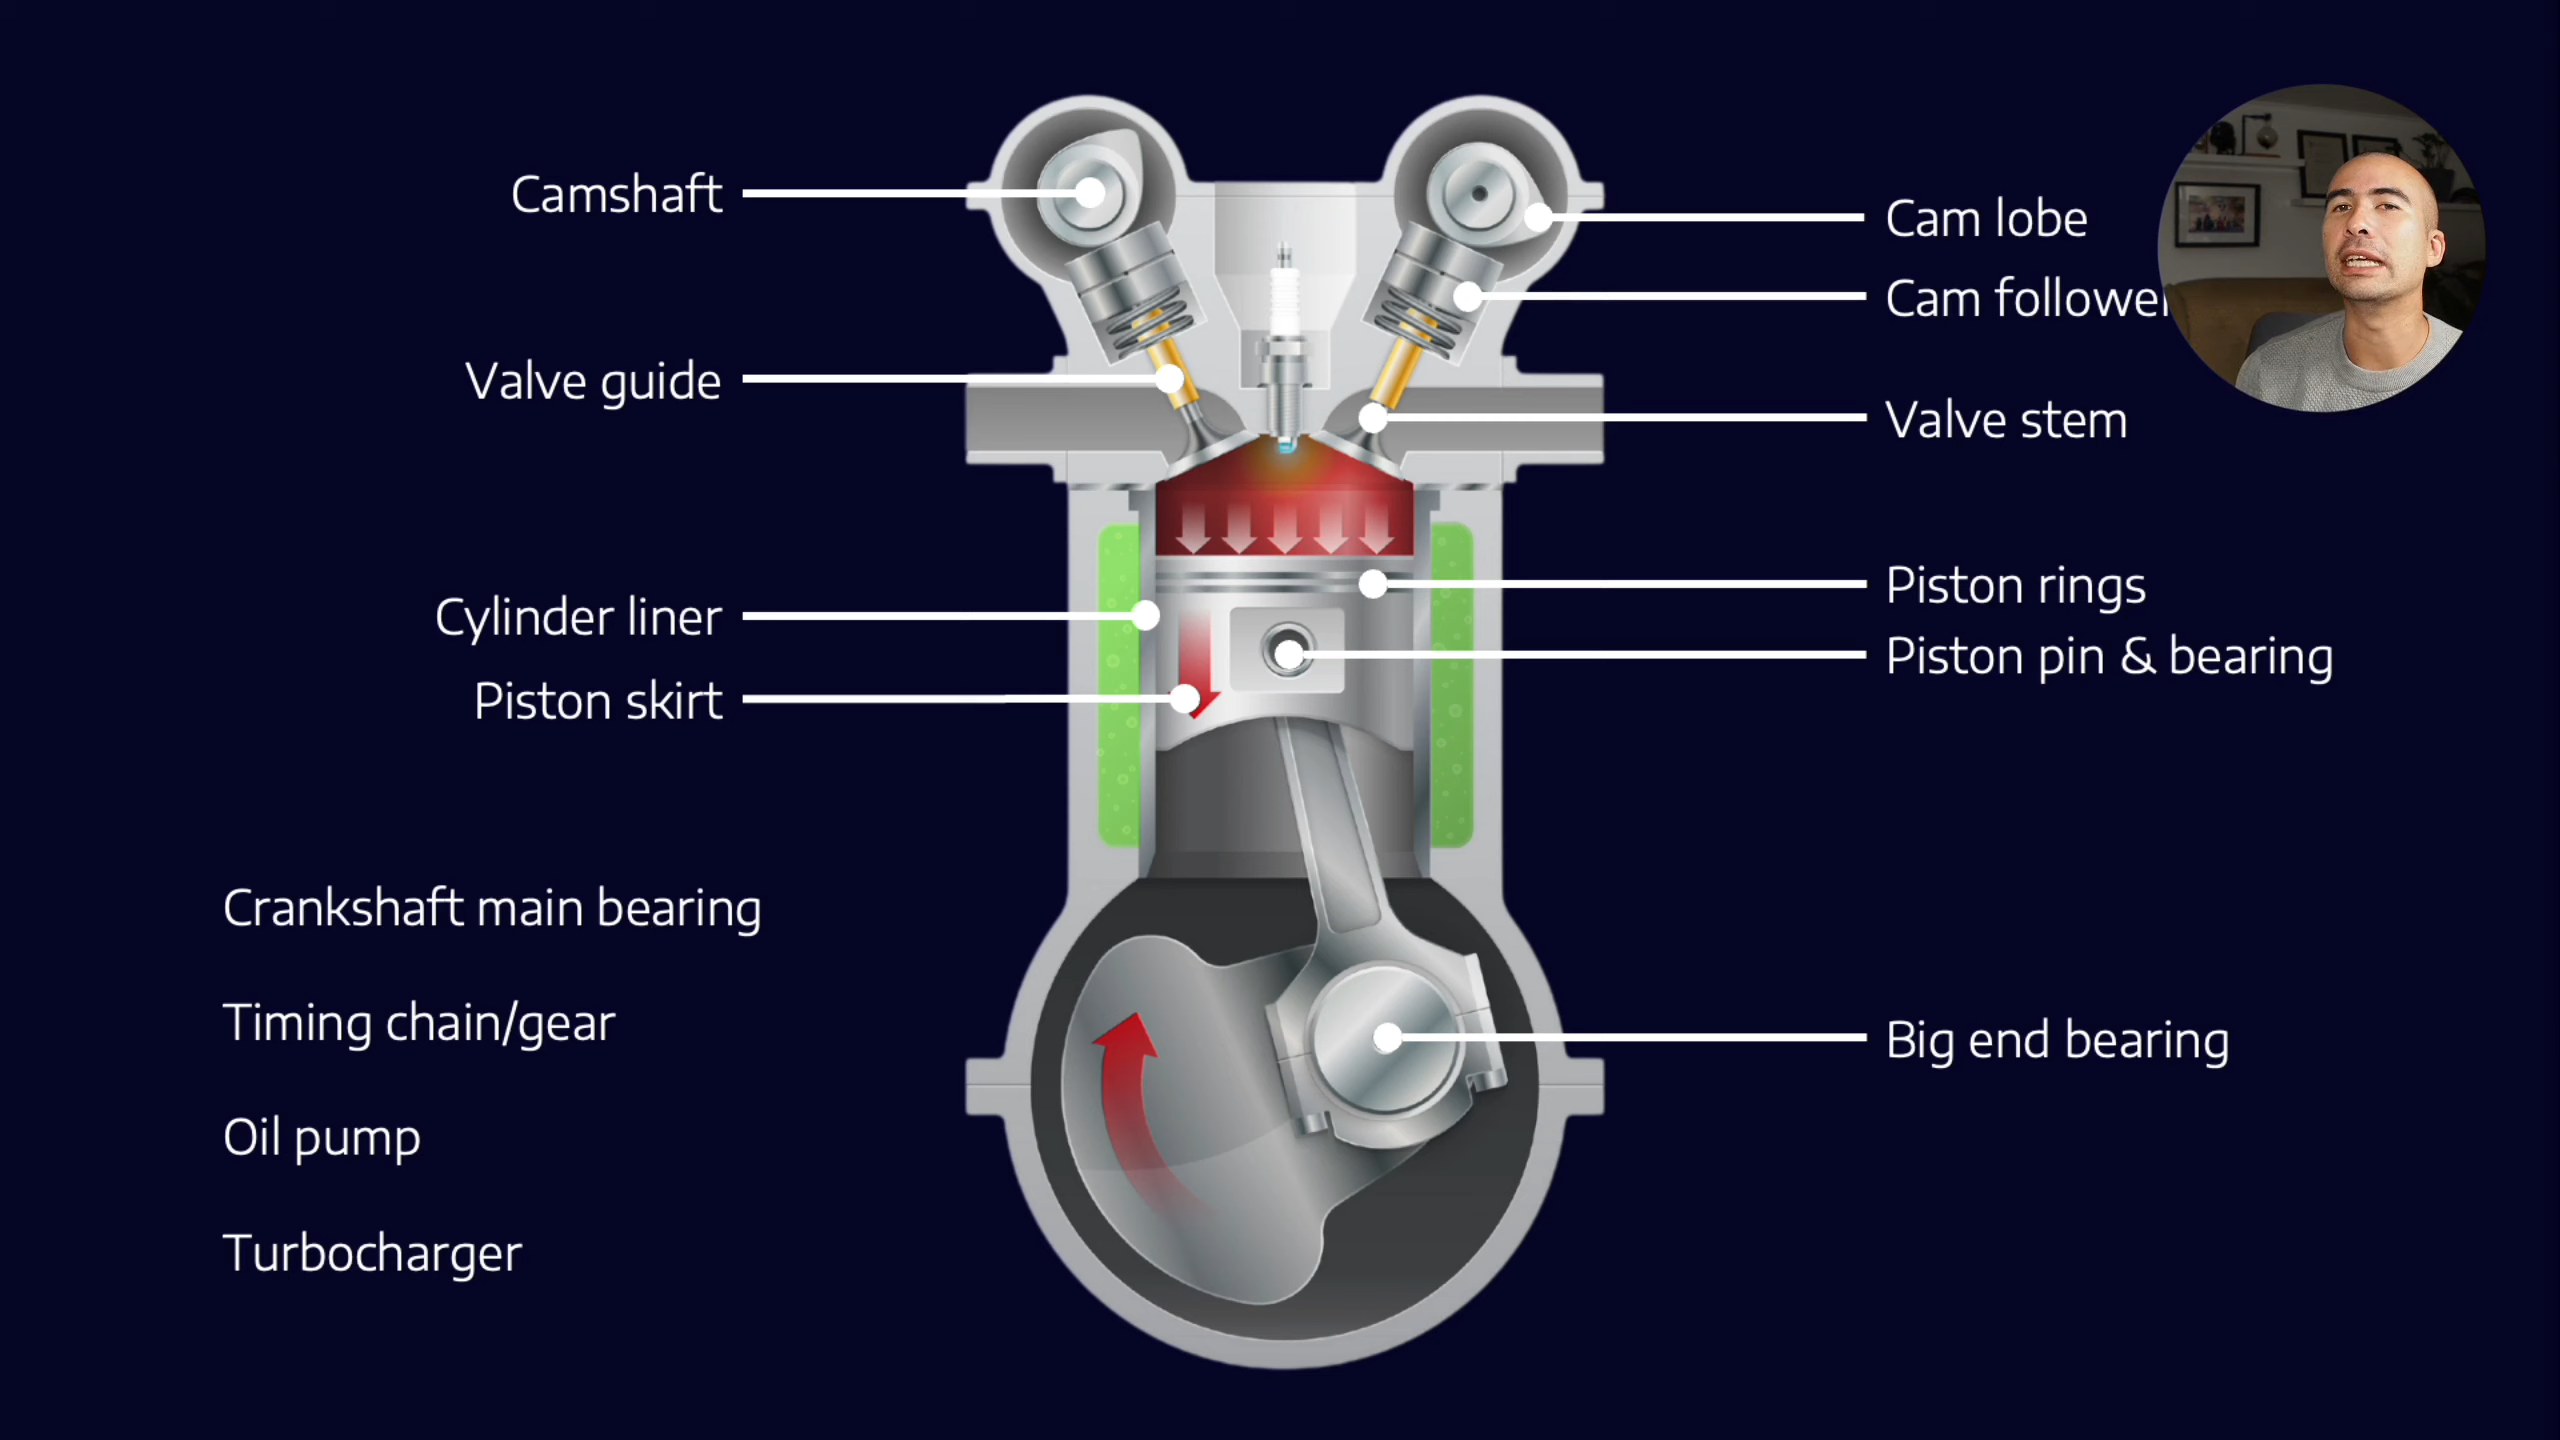 Camshaft
Valve guide
Cylinder liner
Piston skirt
Crankshaft main bearing
Timing chain/gear
Oil pump
Turbocharger
Cam lobe
Cam follower
Valve stem
Piston rings
Piston pin & bearing
Big end bearing